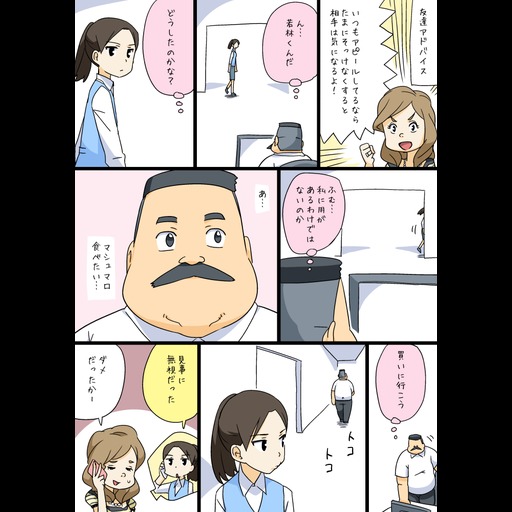 友達アドバイス
いつもアピールしてるなら
たまにそっけなくすると
相手は気になるよ！
ん…
若林くんだ
どうしたのかな？
ふむ…
私に用が
あるわけでは
ないのか
あ…
マシュマロ
食べたい…
買いに行こう
トコ
トコ
見事に
無視だった
ダメ
だったかー